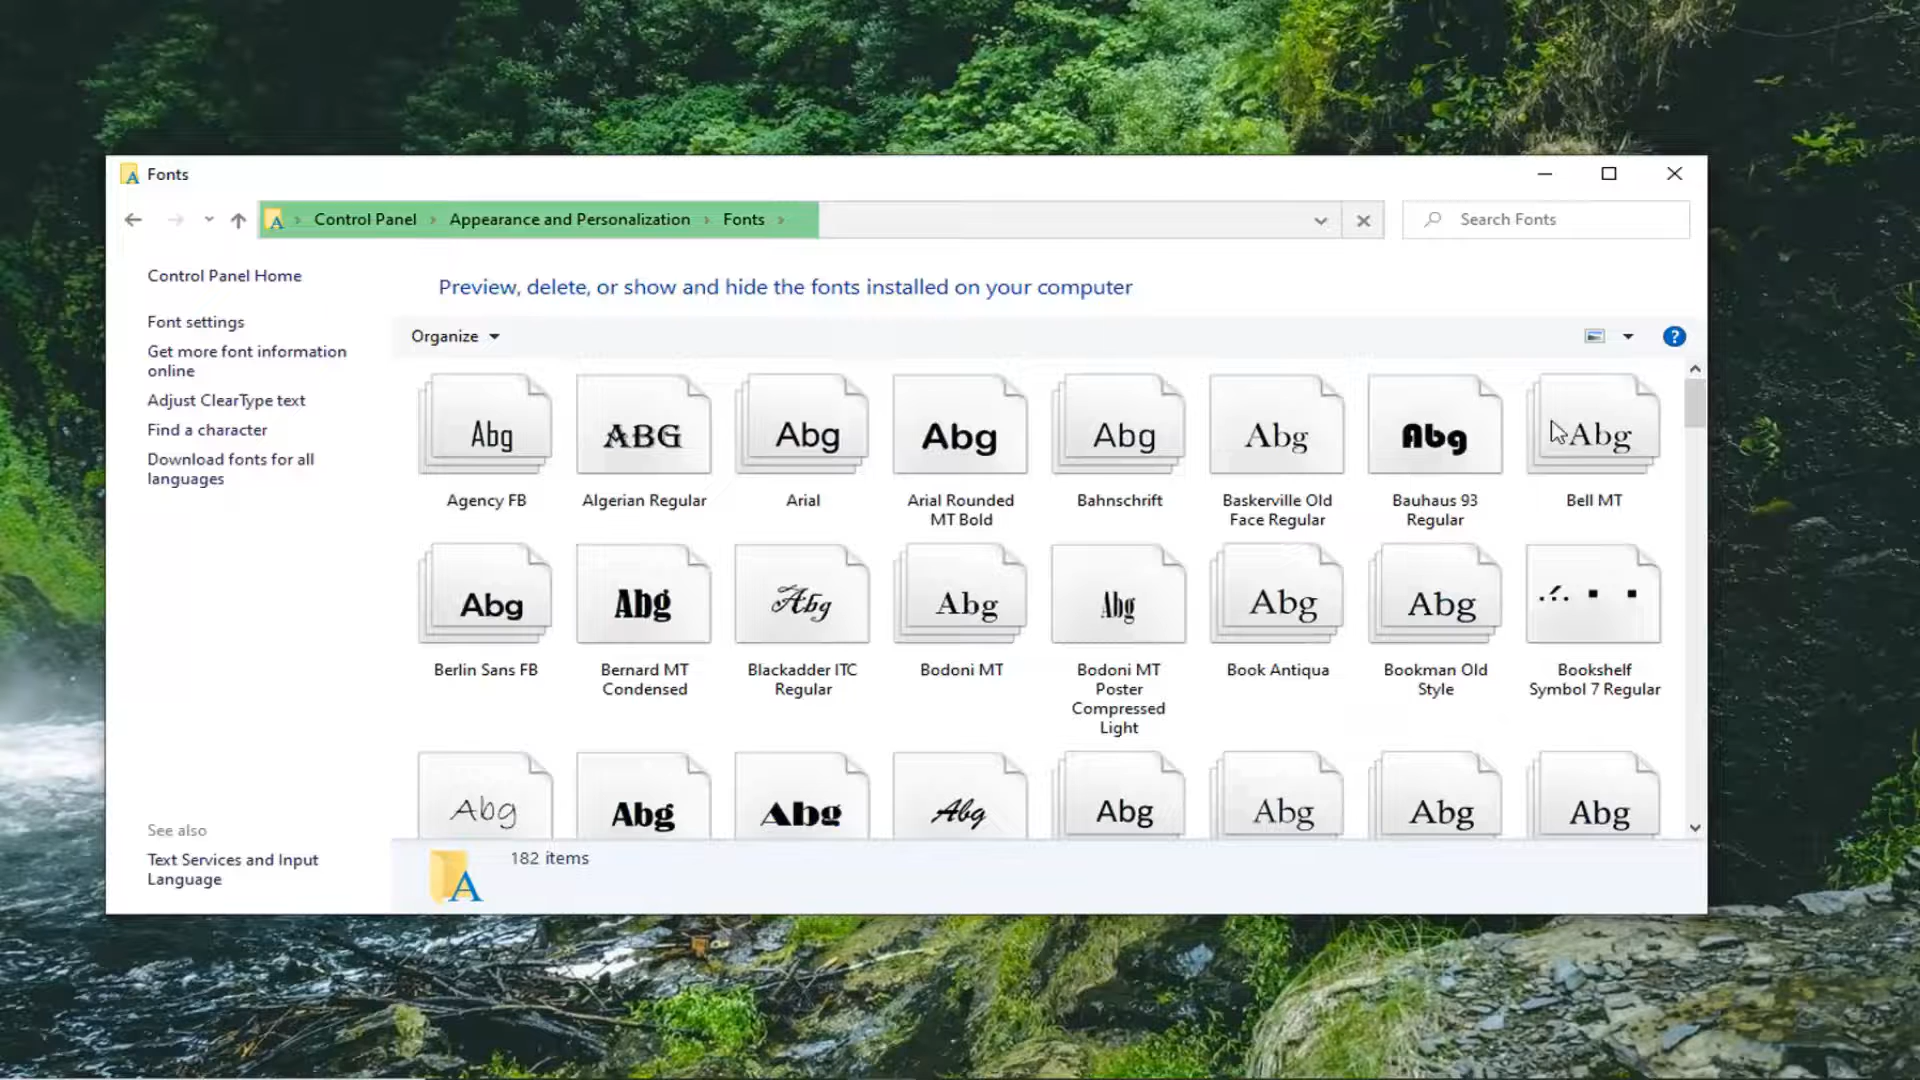 Fonts
Control Panel > Appearance and Personalization > Fonts >
Search Fonts
Control Panel Home
Font settings
Get more font information
online
Adjust ClearType text
Find a character
Download fonts for all
languages
See also
Text Services and Input
Language
Preview, delete, or show and hide the fonts installed on your computer
Organize
?
Abg ABG Abg Abg Abg Abg Abg Abg
Agency FB Algerian Regular Arial Arial Rounded Bahnschrift Baskerville Old Bauhaus 93 Bell MT
MT Bold Face Regular Regular
Abg Abg Abg Abg Abg Abg Abg
Berlin Sans FB Bernard MT Blackadder ITC Bodoni MT Bodoni MT Book Antiqua Bookman Old Bookshelf
Condensed Regular Poster Style Symbol 7 Regular
Compressed
Light
Abg Abg Abg Abg Abg Abg Abg Abg
182 items
A